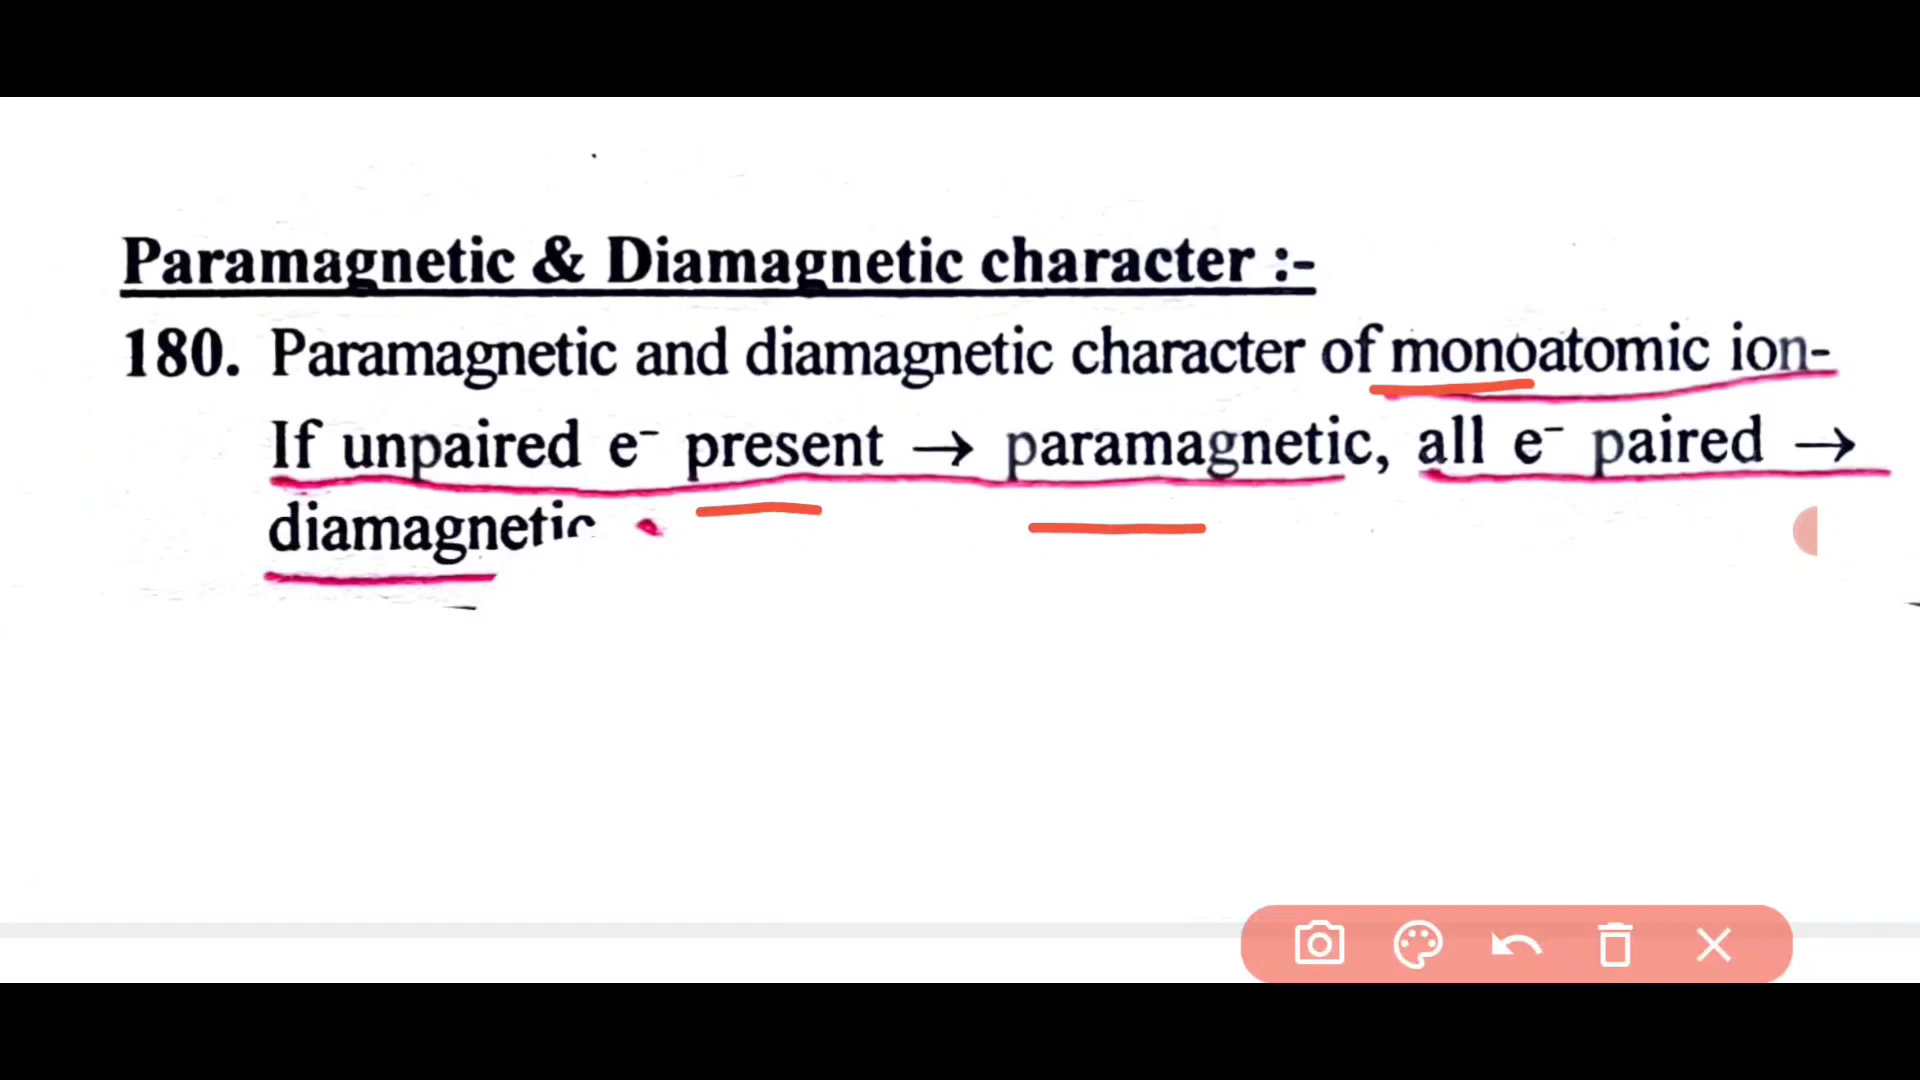 Paramagnetic & Diamagnetic character :-
180. Paramagnetic and diamagnetic character of monoatomic ion-
If unpaired e⁻ present → paramagnetic, all e⁻ paired →
diamagnetic